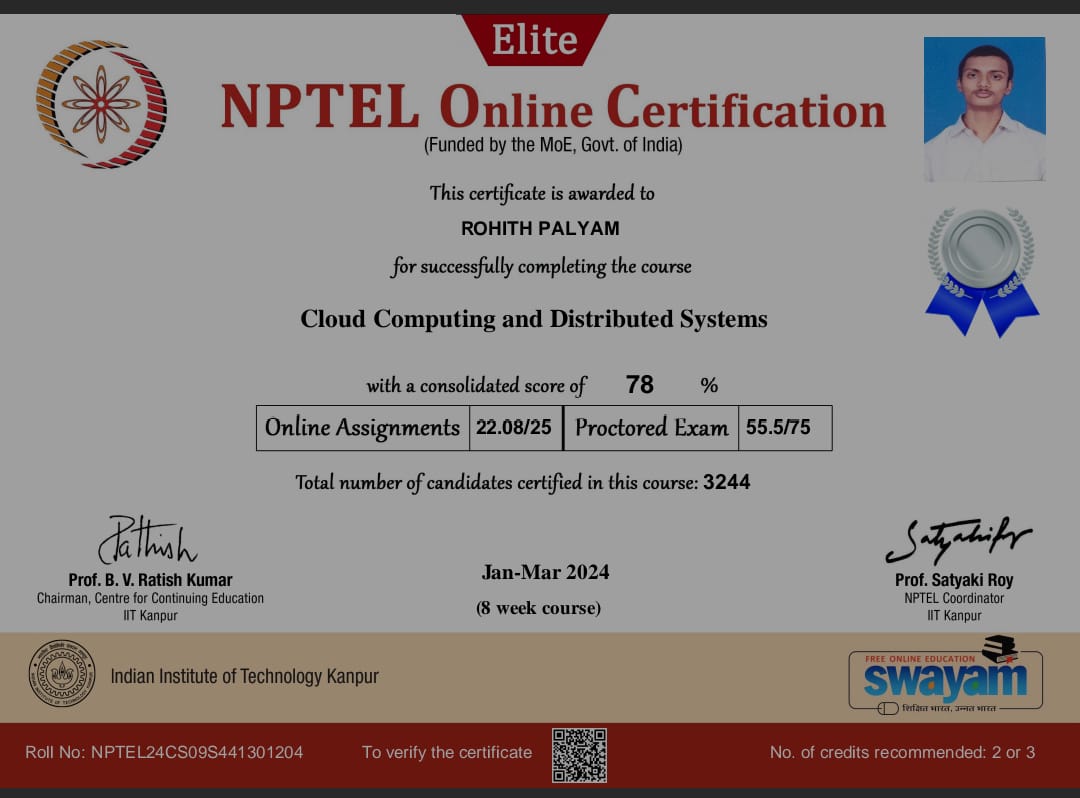 Elite
NPTEL Online Certification
(Funded by the MoE, Govt. of India)
This certificate is awarded to
ROHITH PALYAM
for successfully completing the course
Cloud Computing and Distributed Systems
with a consolidated score of 78 %
Online Assignments 22.08/25 Proctored Exam 55.5/75
Total number of candidates certified in this course: 3244
Prof. B. V. Ratish Kumar
Chairman, Centre for Continuing Education
IIT Kanpur
Jan-Mar 2024
(8 week course)
Prof. Satyaki Roy
NPTEL Coordinator
IIT Kanpur
Indian Institute of Technology Kanpur
FREE ONLINE EDUCATION
swayam
शिक्षित भारत, उन्नत भारत
Roll No: NPTEL24CS09S441301204
To verify the certificate
No. of credits recommended: 2 or 3